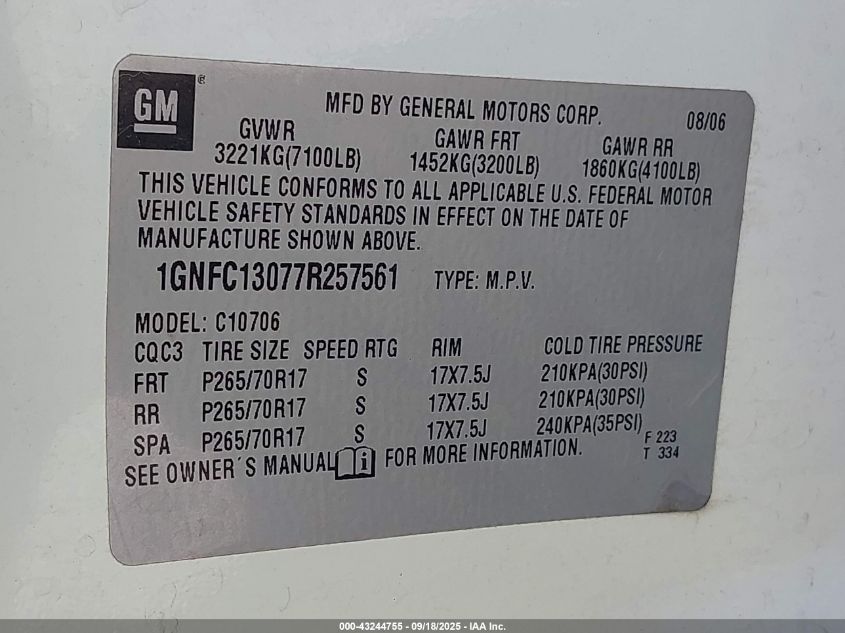 GM®
MFD BY GENERAL MOTORS CORP. 08/06
GVWR GAWR FRT GAWR RR
3221KG(7100LB) 1452KG(3200LB) 1860KG(4100LB)
THIS VEHICLE CONFORMS TO ALL APPLICABLE U.S. FEDERAL MOTOR
VEHICLE SAFETY STANDARDS IN EFFECT ON THE DATE OF
MANUFACTURE SHOWN ABOVE.
1GNFC13077R257561 TYPE: M.P.V.
MODEL: C10706
CQC3 TIRE SIZE SPEED RTG RIM COLD TIRE PRESSURE
FRT P265/70R17 S 17X7.5J 210KPA(30PSI)
RR P265/70R17 S 17X7.5J 210KPA(30PSI)
SPA P265/70R17 S 17X7.5J 240KPA(35PSI)
SEE OWNER´S MANUAL i FOR MORE INFORMATION.
F 223
T 334
000-43244755 - 09/18/2025 - IAA Inc.